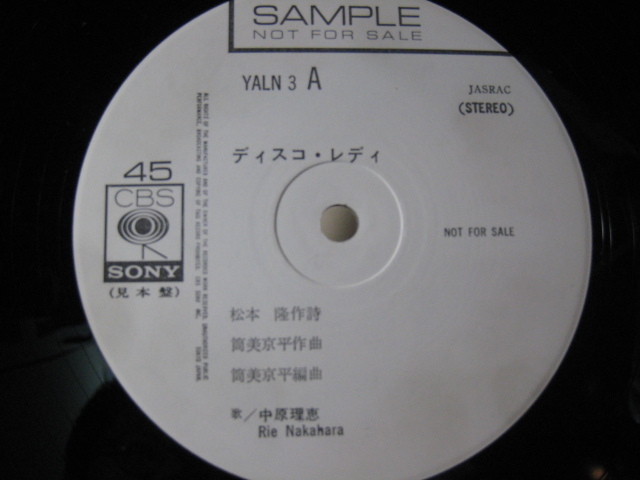 SAMPLE
NOT FOR SALE
YALN 3 A
JASRAC
(STEREO)
ディスコ・レディ
45
CBS
SONY
(見本盤)
NOT FOR SALE
松本 隆作詩
筒美京平作曲
筒美京平編曲
歌/中原理恵
Rie Nakahara